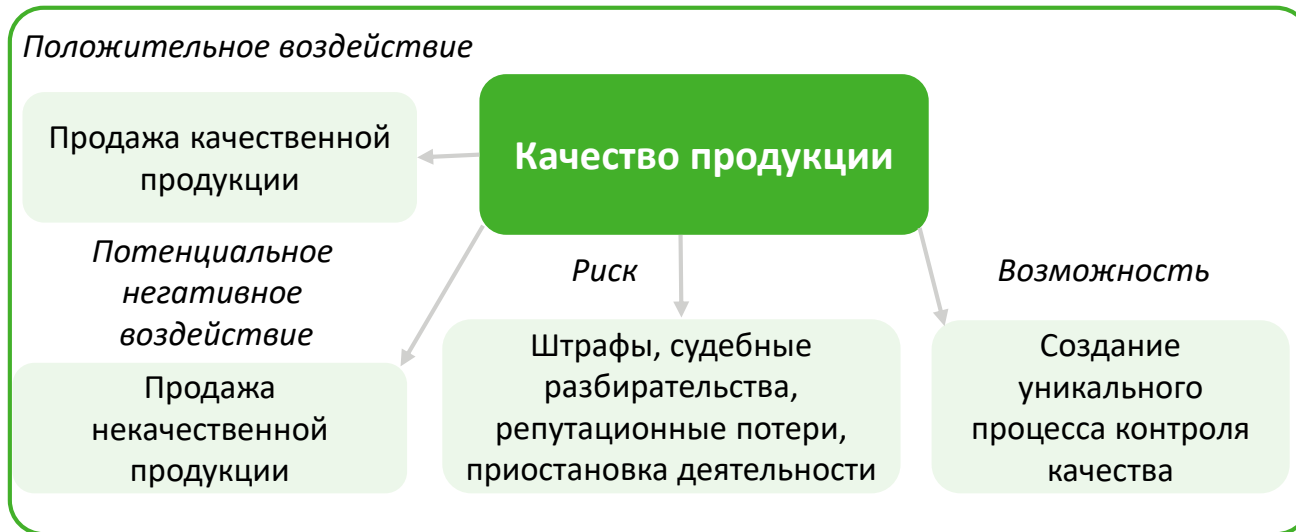 Положительное воздействие
Продажа качественной
продукции
Качество продукции
Потенциальное
негативное
воздействие
Продажа
некачественной
продукции
Риск
Штрафы, судебные
разбирательства,
репутационные потери,
приостановка деятельности
Возможность
Создание
уникального
процесса контроля
качества